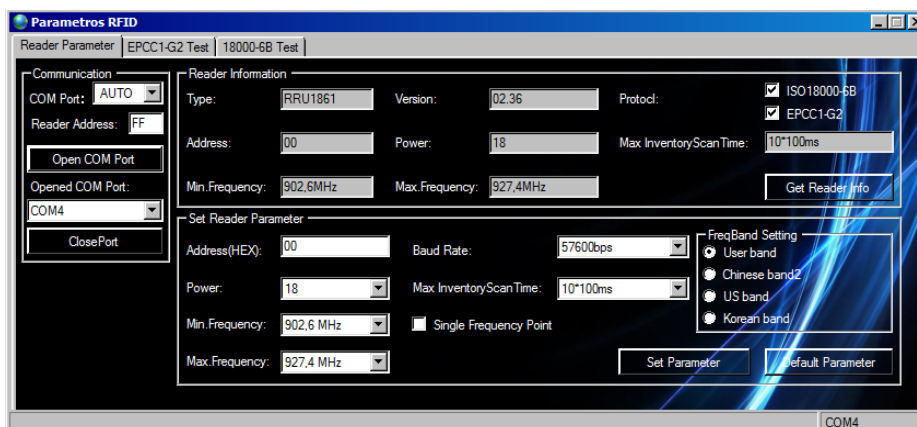 Parametros RFID
Reader Parameter EPCC1-G2 Test 18000-6B Test
Communication
COM Port: AUTO
Reader Address: FF
Open COM Port
Opened COM Port:
COM4
ClosePort
Reader Information
Type: RRU1861 Version: 02.36 Protocl: ISO18000-6B
EPCC1-G2
Address: 00 Power: 18 Max InventoryScanTime: 10*100ms
Min.Frequency: 902,6MHz Max.Frequency: 927,4MHz Get Reader Info
Set Reader Parameter
Address(HEX): 00 Baud Rate: 57600bps
Power: 18 Max InventoryScanTime: 10*100ms
Min.Frequency: 902,6 MHz Single Frequency Point
Max.Frequency: 927,4 MHz
FreqBand Setting
User band
Chinese band2
US band
Korean band
Set Parameter Default Parameter
COM4